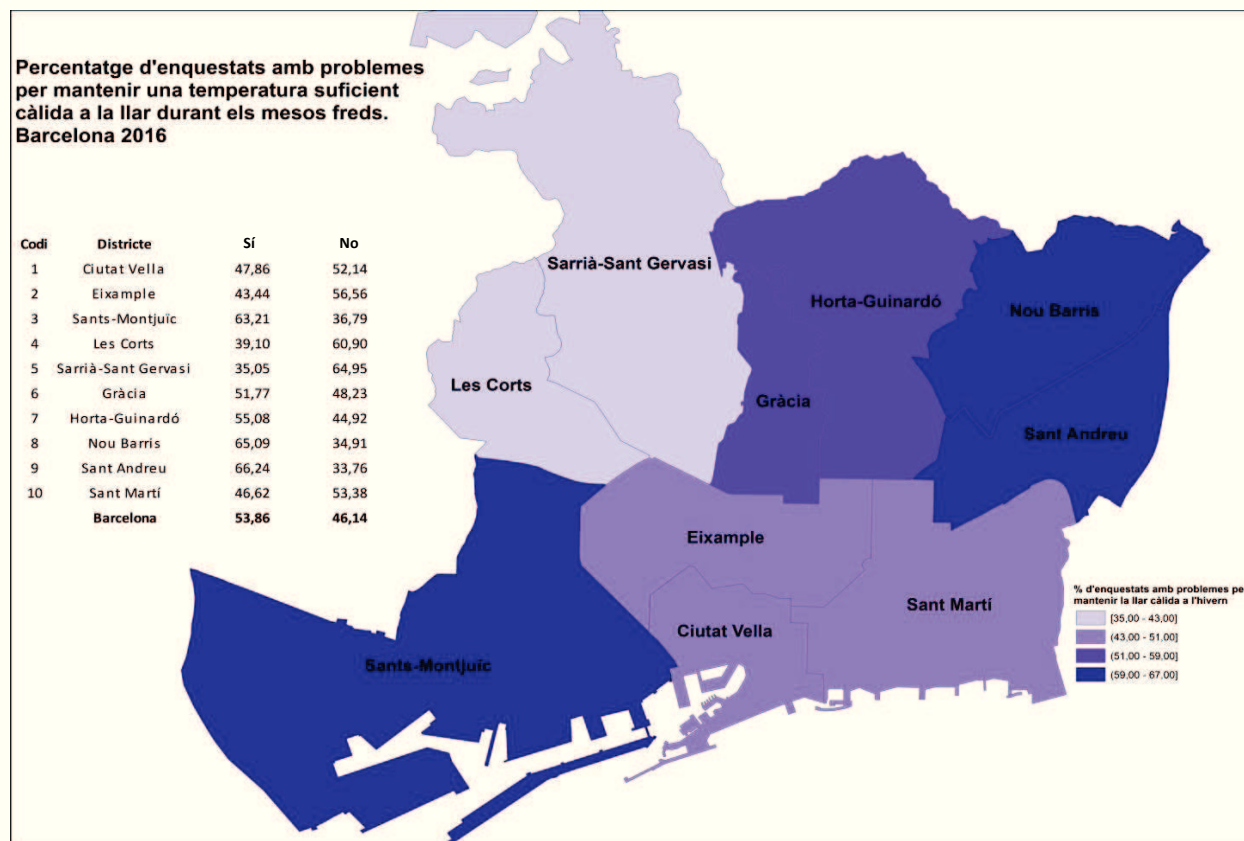 Percentatge d'enquestats amb problemes
per mantenir una temperatura suficient
càlida a la llar durant els mesos freds.
Barcelona 2016
Codi Districte Sí No
1 Ciutat Vella 47,86 52,14
2 Eixample 43,44 56,56
3 Sants-Montjuïc 63,21 36,79
4 Les Corts 39,10 60,90
5 Sarrià-Sant Gervasi 35,05 64,95
6 Gràcia 51,77 48,23
7 Horta-Guinardó 55,08 44,92
8 Nou Barris 65,09 34,91
9 Sant Andreu 66,24 33,76
10 Sant Martí 46,62 53,38
Barcelona 53,86 46,14
Sarrià-Sant Gervasi
Horta-Guinardó
Nou Barris
Les Corts
Gràcia
Sant Andreu
Eixample
Sant Martí
Ciutat Vella
Sants-Montjuïc
% d'enquestats amb problemes pe
mantenir la llar càlida a l'hivern
[35,00 - 43,00]
(43,00 - 51,00]
(51,00 - 59,00]
(59,00 - 67,00]